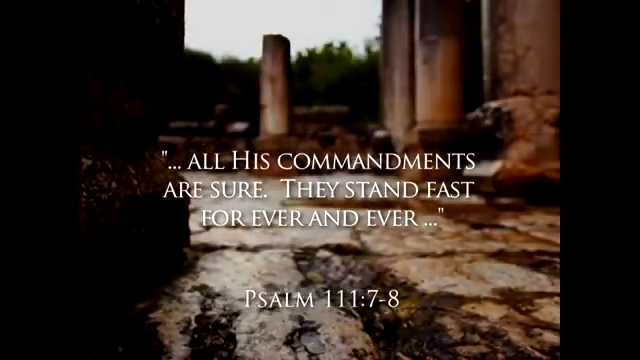 "... ALL HIS COMMANDMENTS
ARE SURE. THEY STAND FAST
FOR EVER AND EVER ..."
PSALM 111:7-8